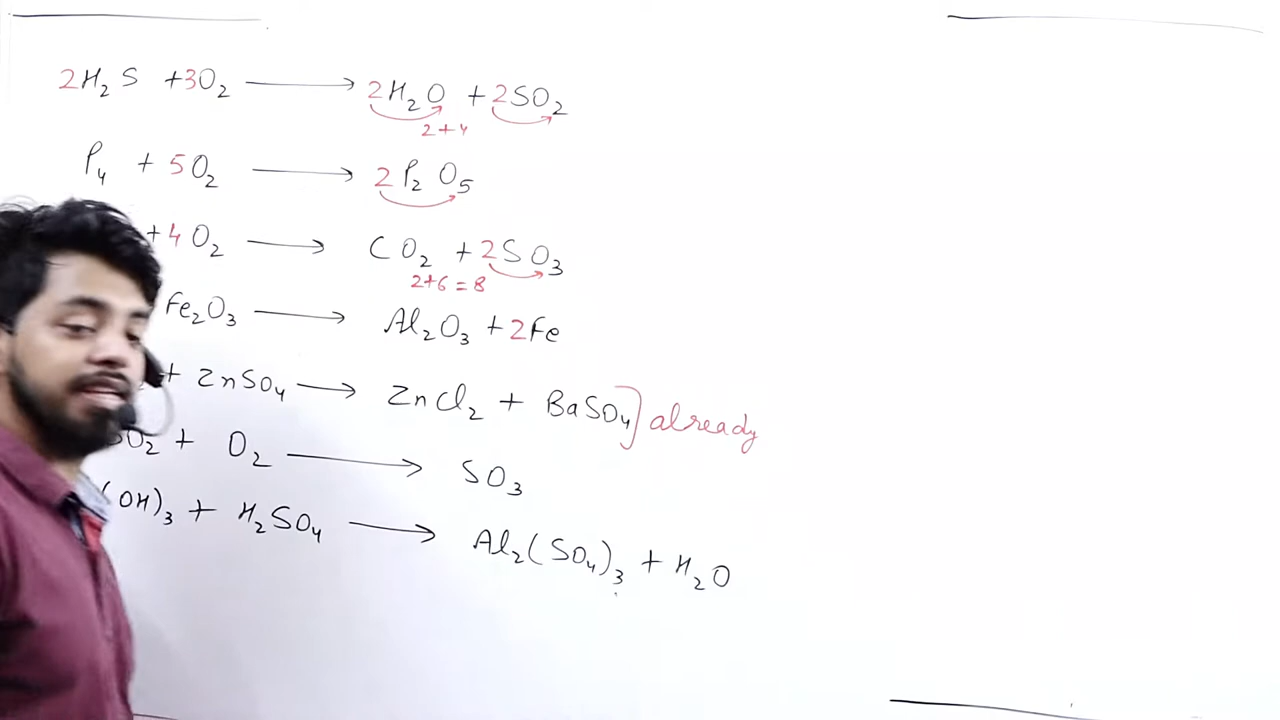 2H₂S + 3O₂ ⟶ 2H₂O + 2SO₂
2+4
P₄ + 5O₂ ⟶ 2P₂O₅
+ 4O₂ ⟶ CO₂ + 2SO₃
2+6=8
Fe₂O₃ ⟶ Al₂O₃ + 2Fe
+ ZnSO₄ ⟶ ZnCl₂ + BaSO₄] already
SO₂ + O₂ ⟶ SO₃
(OH)₃ + H₂SO₄ ⟶ Al₂(SO₄)₃ + H₂O